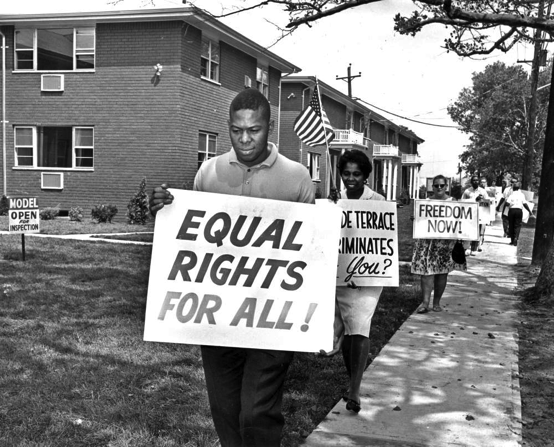 MODEL
OPEN
FOR
INSPECTION
EQUAL
RIGHTS
FOR ALL!
DE TERRACE
RIMINATES
You?
FREEDOM
NOW!